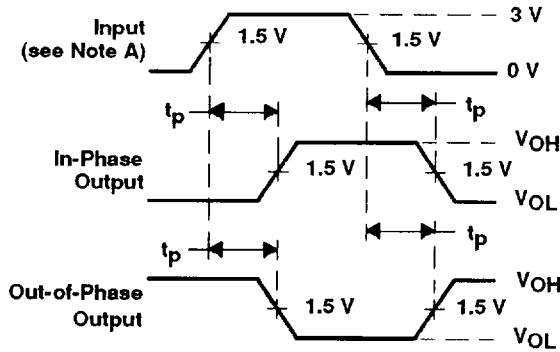 3 V
Input
(see Note A)
1.5 V
1.5 V
0 V
tp
tp
In-Phase
Output
VOH
1.5 V
1.5 V
VOL
tp
tp
Out-of-Phase
Output
VOH
1.5 V
1.5 V
VOL